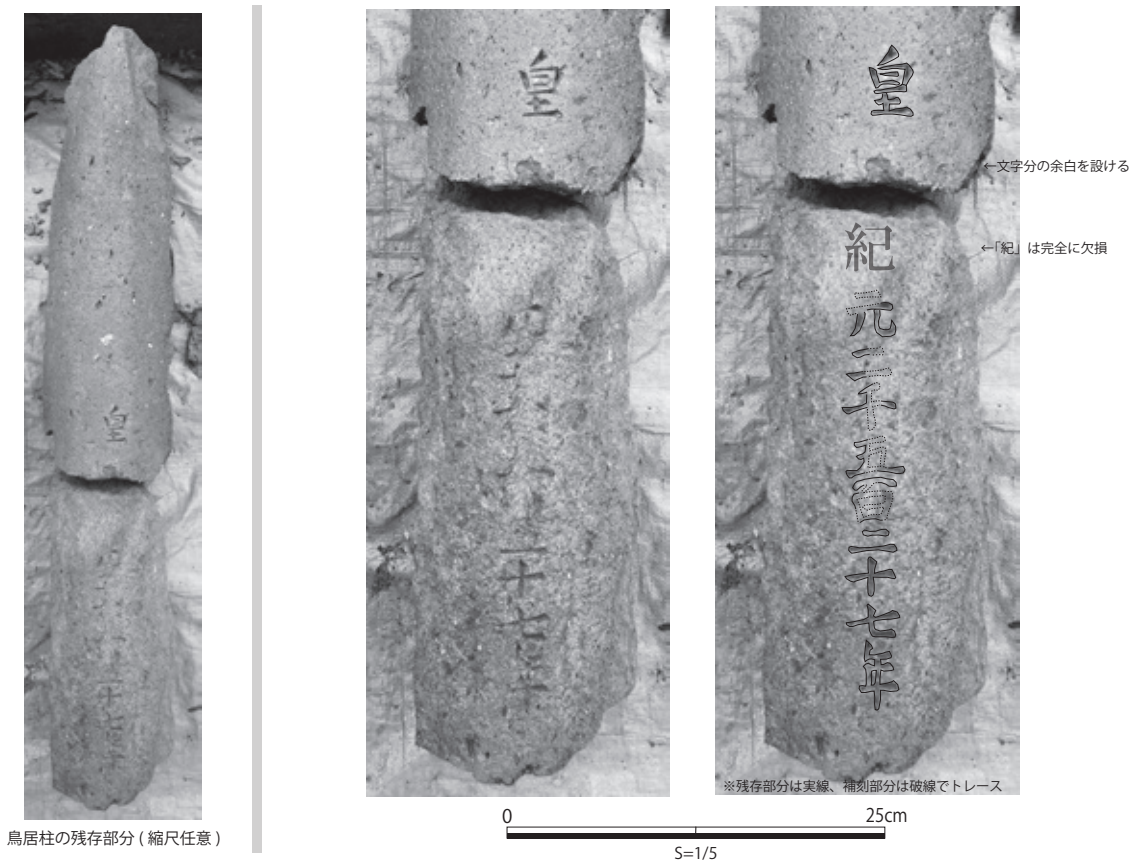 皇
皇
紀
元
二
千
五
百
二
十
七
年
←文字分の余白を設ける
←「紀」は完全に欠損
※残存部分は実線、補刻部分は破線でトレース
鳥居柱の残存部分 ( 縮尺任意 )
0 25cm
S=1/5